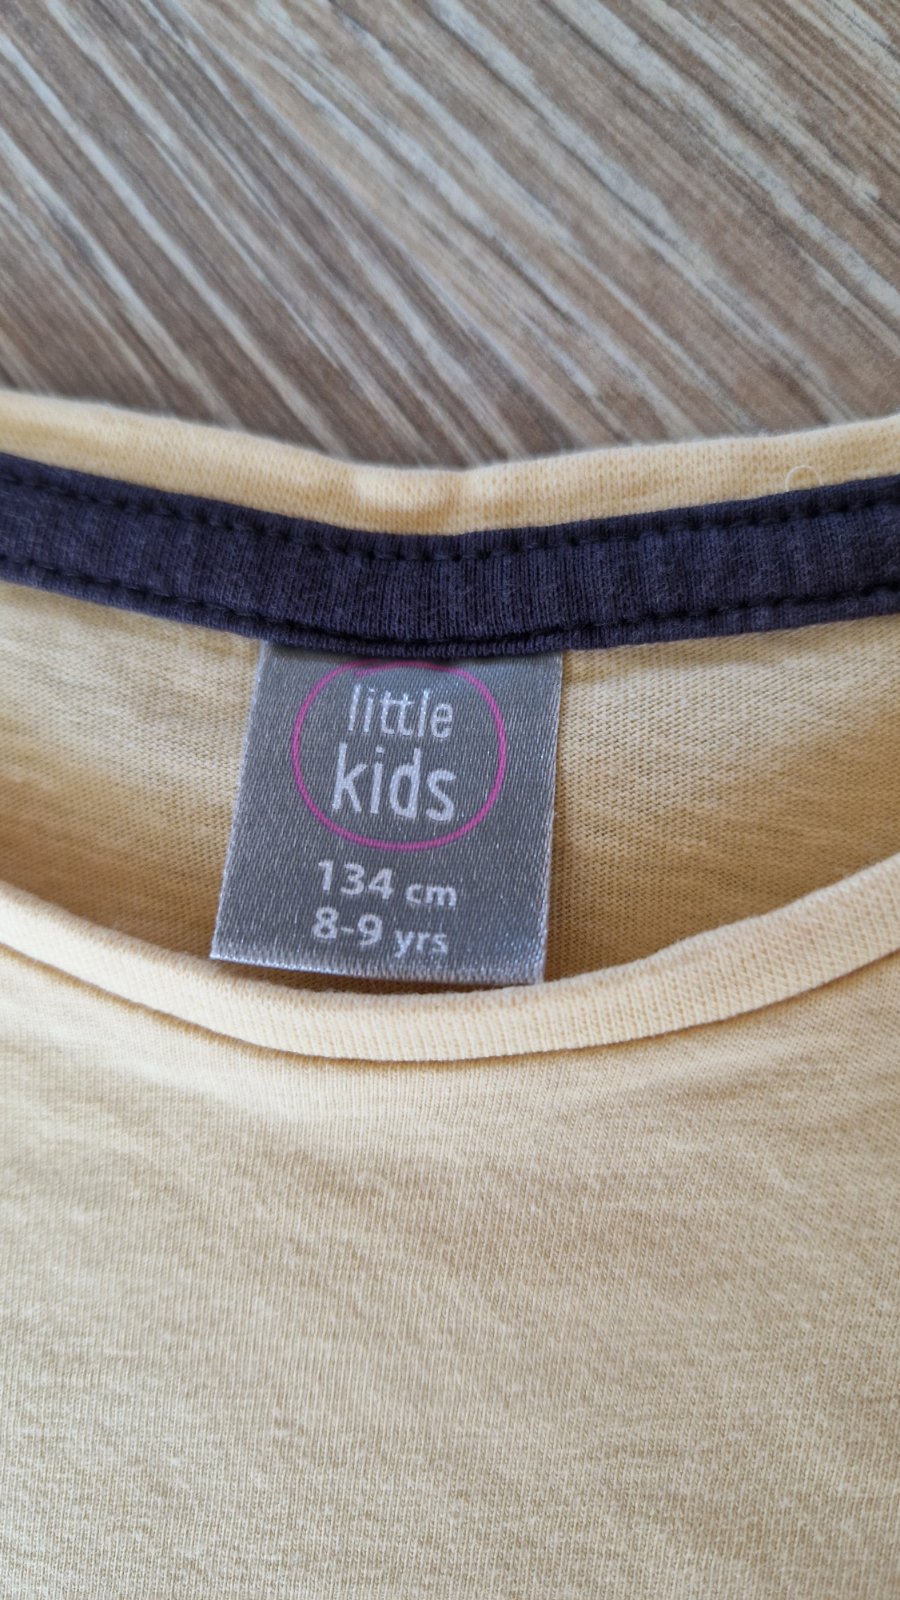 little
kids
134 cm
8-9 yrs